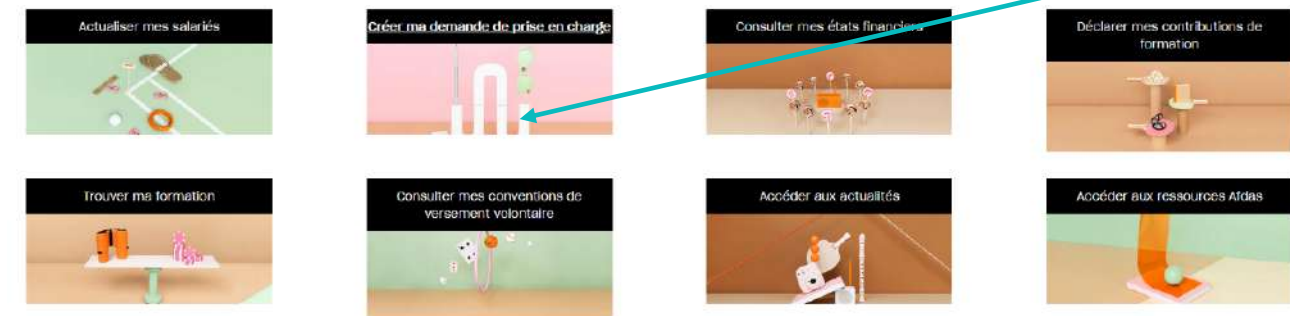 Actualiser mes salariés
Créer ma demande de prise en charge
Consulter mes états financiers
Déclarer mes contributions de
formation
Trouver ma formation
Consulter mes conventions de
versement volontaire
Accéder aux actualités
Accéder aux ressources Afdas